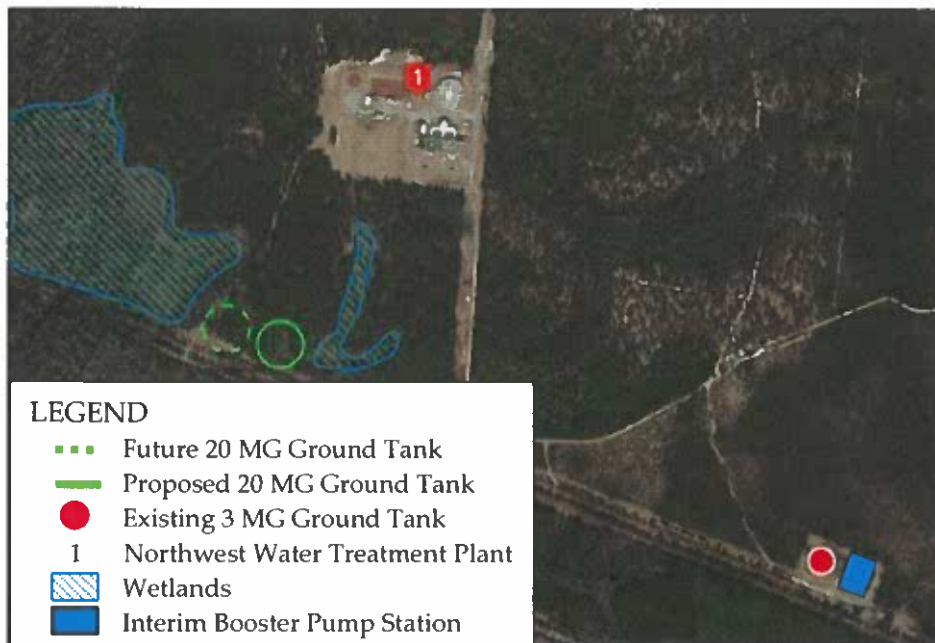 1
LEGEND
Future 20 MG Ground Tank
Proposed 20 MG Ground Tank
Existing 3 MG Ground Tank
1 Northwest Water Treatment Plant
Wetlands
Interim Booster Pump Station